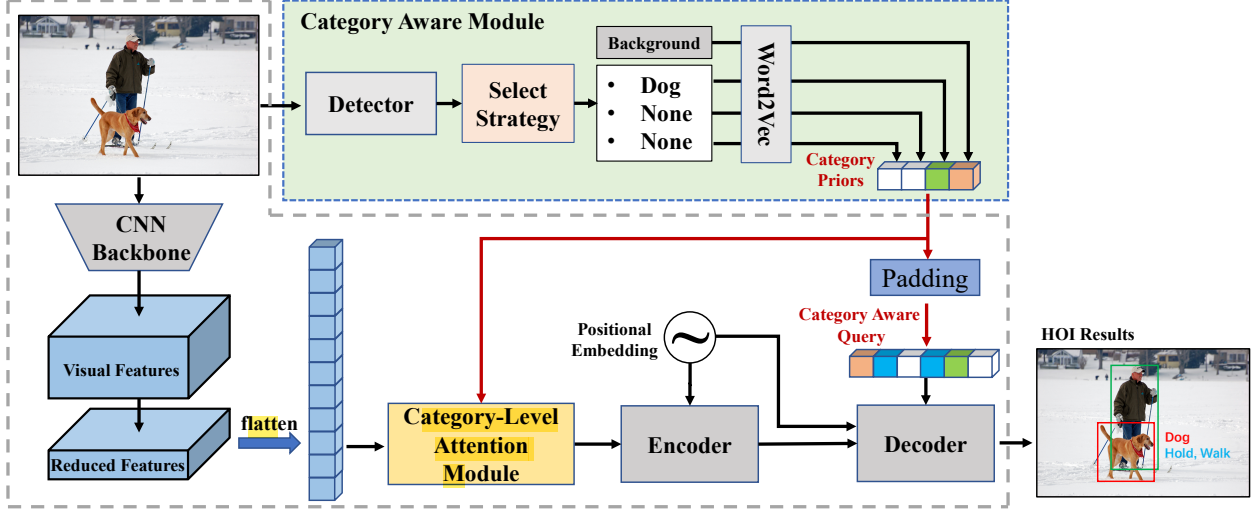 Category Aware Module
Background
Detector
Select
Strategy
• Dog
• None
• None
Word2Vec
Category
Priors
CNN
Backbone
Padding
Category Aware
Query
Positional
Embedding
~
Visual Features
Reduced Features
flatten
Category-Level
Attention
Module
Encoder
Decoder
HOI Results
Dog
Hold, Walk